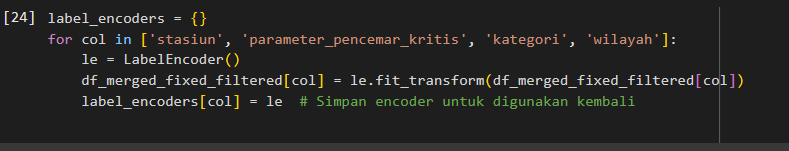 [24] label_encoders = {}
for col in ['stasiun', 'parameter_pencemar_kritis', 'kategori', 'wilayah']:
    le = LabelEncoder()
    df_merged_fixed_filtered[col] = le.fit_transform(df_merged_fixed_filtered[col])
    label_encoders[col] = le  # Simpan encoder untuk digunakan kembali